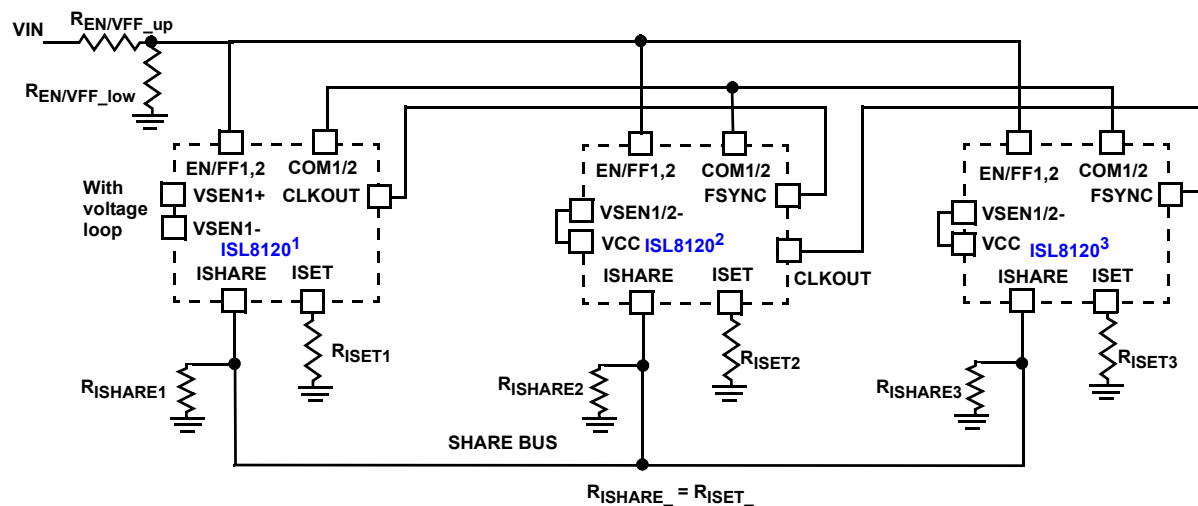 VIN
REN/VFF_up
REN/VFF_low
EN/FF1,2
COM1/2
With
voltage
loop
VSEN1+
CLKOUT
VSEN1-
ISL8120¹
ISHARE
ISET
RISHARE1
RISET1
EN/FF1,2
COM1/2
FSYNC
VSEN1/2-
VCC
ISL8120²
CLKOUT
ISHARE
ISET
RISHARE2
RISET2
EN/FF1,2
COM1/2
FSYNC
VSEN1/2-
VCC
ISL8120³
ISHARE
ISET
RISHARE3
RISET3
SHARE BUS
RISHARE_ = RISET_